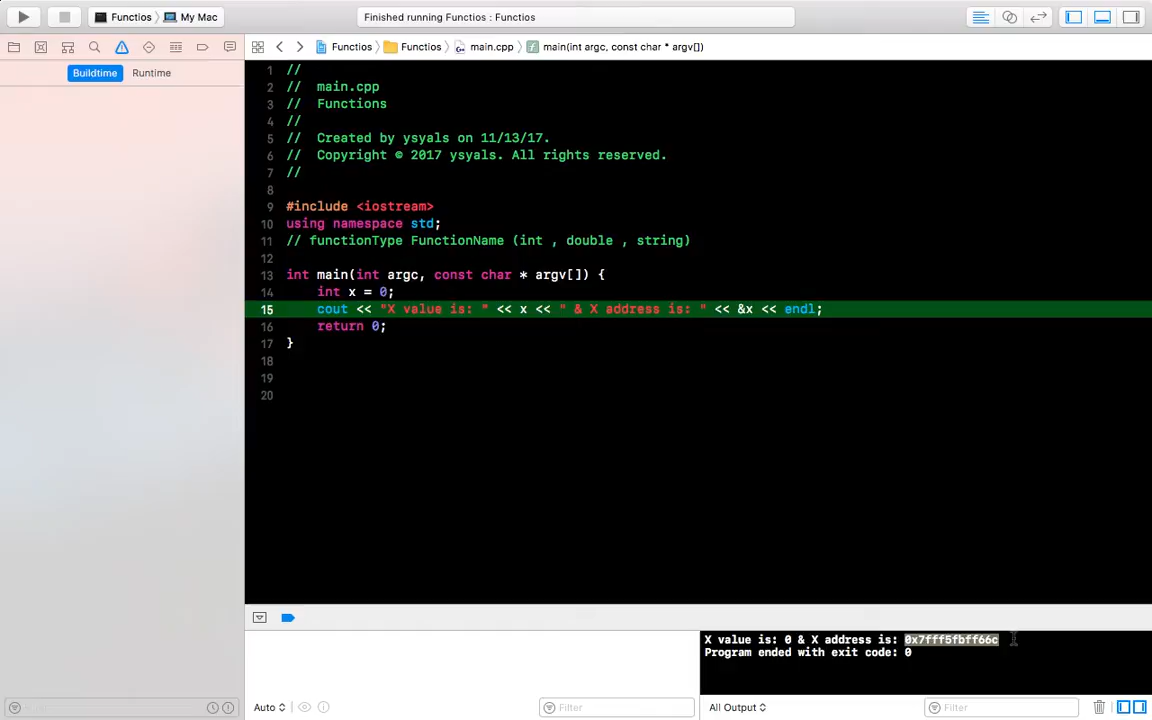 Functios My Mac Finished running Functios : Functios
Functios Functios main.cpp main(int argc, const char * argv[])
Buildtime Runtime
1 //
2 // main.cpp
3 // Functions
4 //
5 // Created by ysyals on 11/13/17.
6 // Copyright © 2017 ysyals. All rights reserved.
7 //
8
9 #include <iostream>
10 using namespace std;
11 // functionType FunctionName (int , double , string)
12
13 int main(int argc, const char * argv[]) {
14 int x = 0;
15 cout << "X value is: " << x << " & X address is: " << &x << endl;
16 return 0;
17 }
18
19
20
X value is: 0 & X address is: 0x7fff5fbff66c
Program ended with exit code: 0
Auto Filter All Output Filter